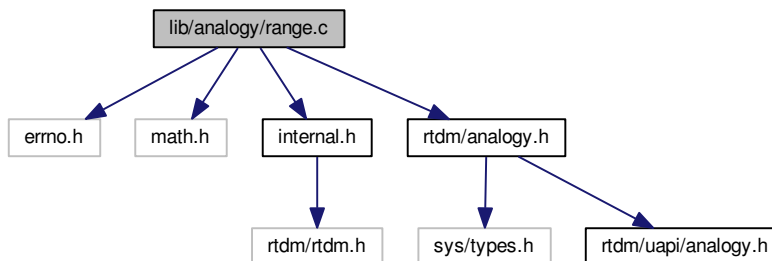 lib/analogy/range.c
errno.h
math.h
internal.h
rtdm/analogy.h
rtdm/rtdm.h
sys/types.h
rtdm/uapi/analogy.h